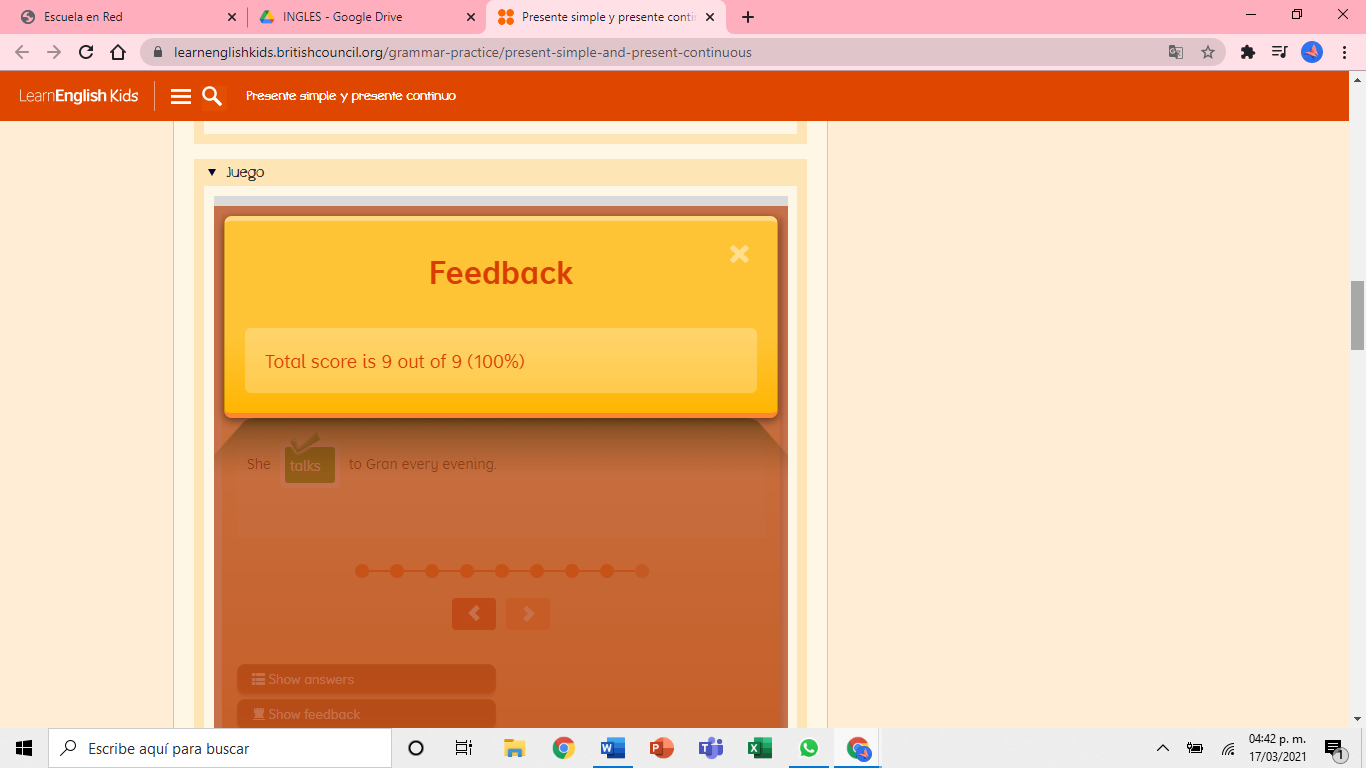 Escuela en Red
INGLES - Google Drive
Presente simple y presente conti
learnenglishkids.britishcouncil.org/grammar-practice/present-simple-and-present-continuous
LearnEnglish Kids
Presente simple y presente continuo
Juego
Feedback
Total score is 9 out of 9 (100%)
She talks to Gran every evening.
Show answers
Show feedback
Escribe aquí para buscar
04:42 p. m.
17/03/2021
1